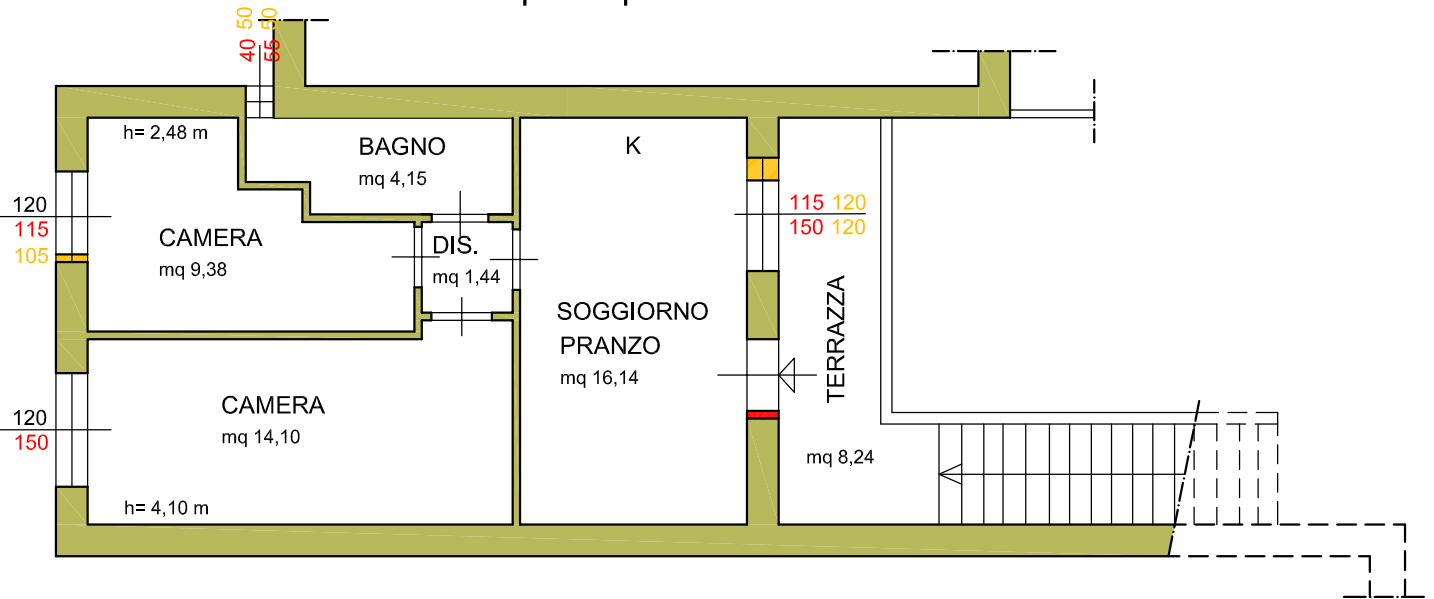 50 50
40 55
h= 2,48 m
BAGNO
mq 4,15
K
120
115
105
CAMERA
mq 9,38
DIS.
mq 1,44
115 120
150 120
SOGGIORNO
PRANZO
mq 16,14
TERRAZZA
mq 8,24
120
150
CAMERA
mq 14,10
h= 4,10 m